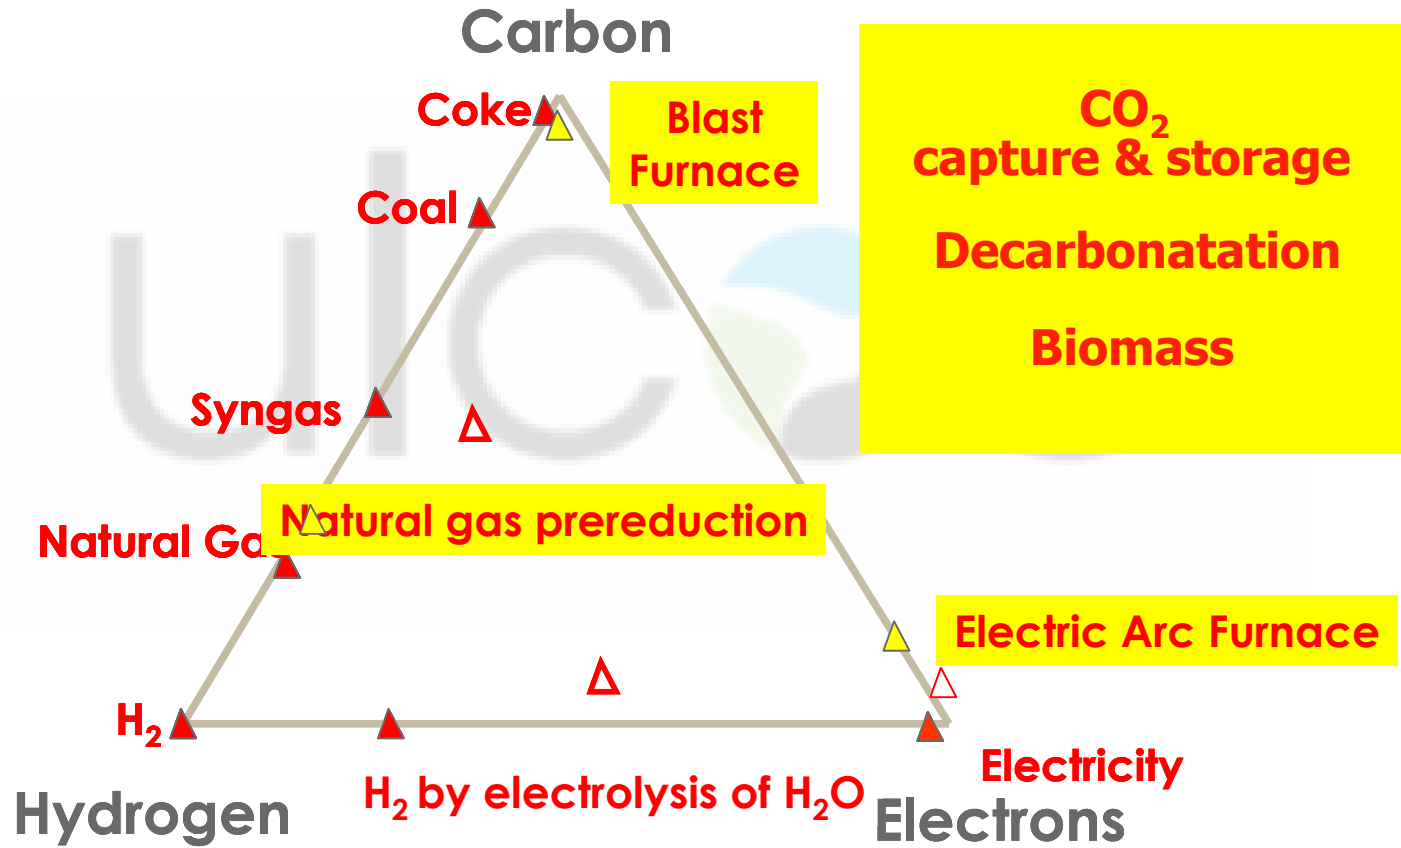 Carbon
Coke
Blast
Furnace
CO2
capture & storage
Coal
Decarbonatation
Biomass
Syngas
Natural gas prereduction
Natural Ga
Electric Arc Furnace
H2
Electricity
H2 by electrolysis of H2O
Hydrogen
Electrons
ulc